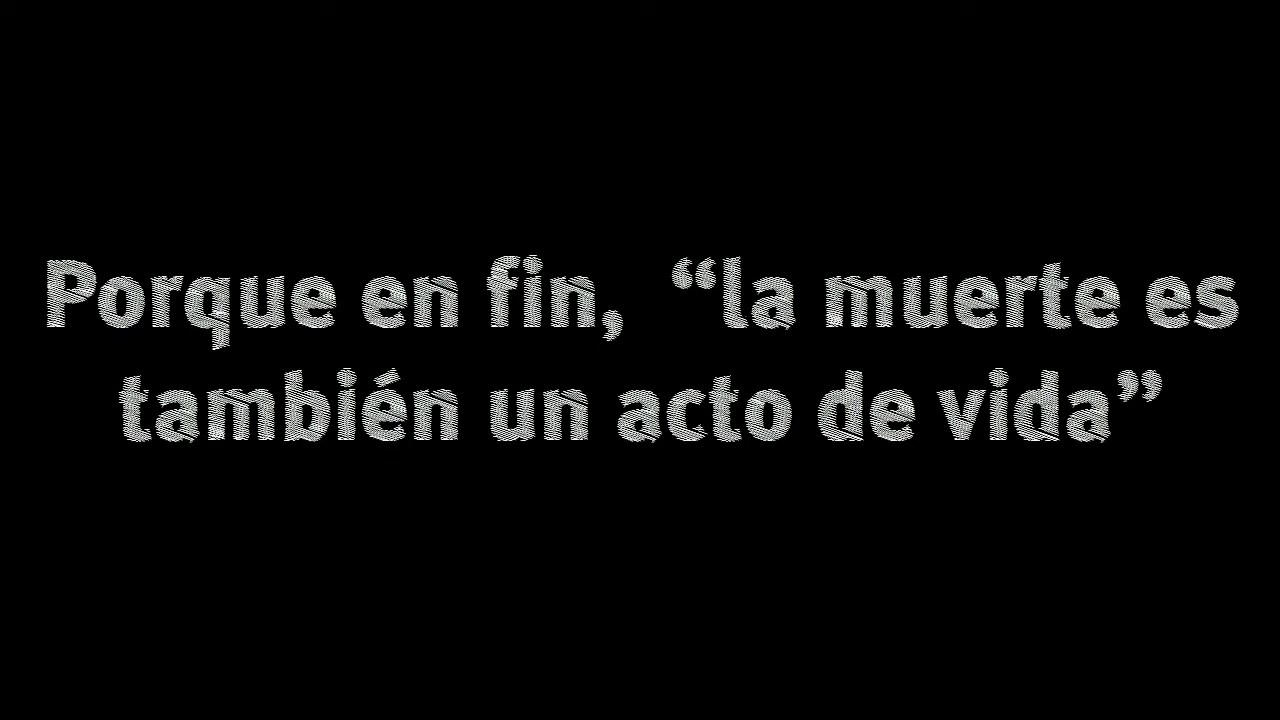 Porque en fin,  “la muerte es
también un acto de vida”